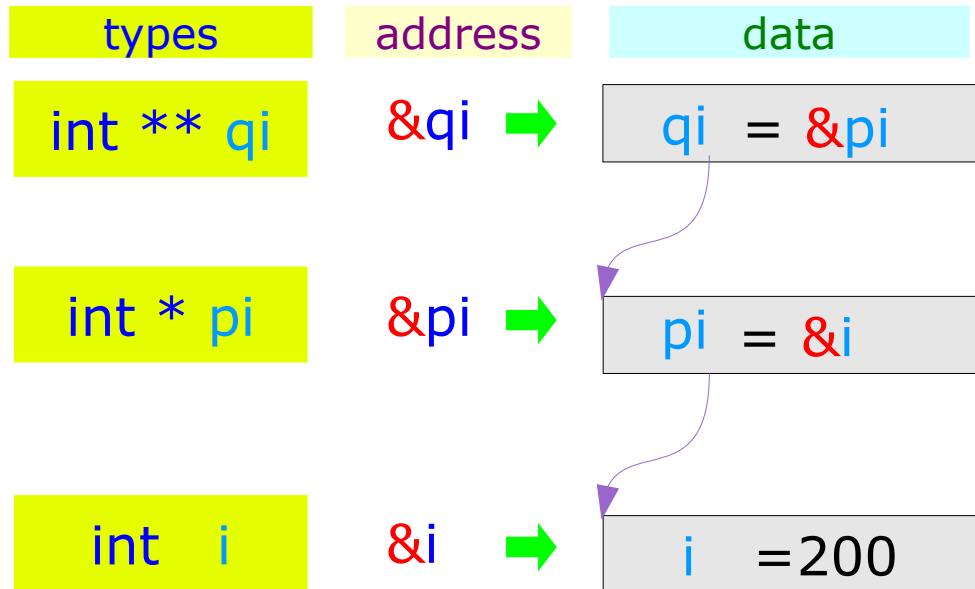 types address data
int ** qi &qi qi = &pi
int * pi &pi pi = &i
int i &i i =200